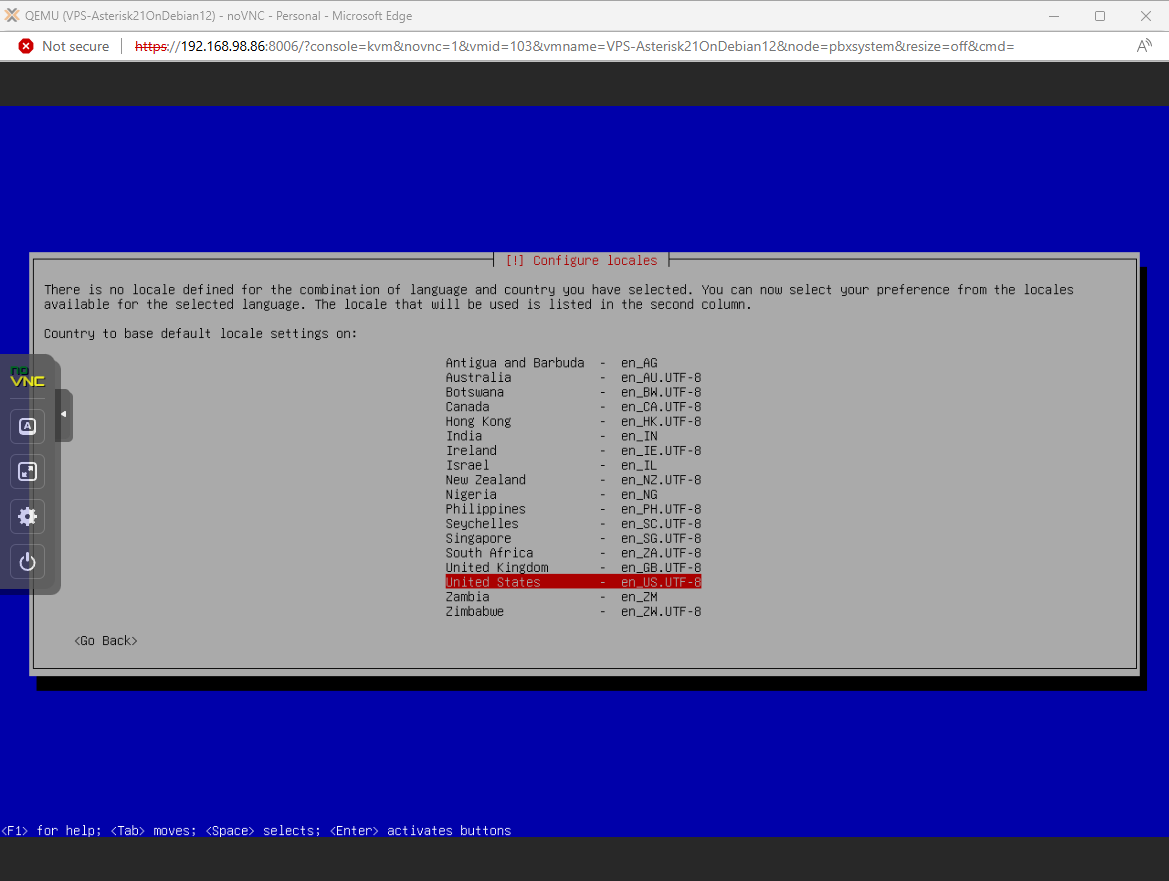 QEMU (VPS-Asterisk21OnDebian12) - noVNC - Personal - Microsoft Edge
Not secure | https://192.168.98.86:8006/?console=kvm&novnc=1&vmid=103&vmname=VPS-Asterisk21OnDebian12&node=pbxsystem&resize=off&cmd=
[!] Configure locales
There is no locale defined for the combination of language and country you have selected. You can now select your preference from the locales
available for the selected language. The locale that will be used is listed in the second column.
Country to base default locale settings on:
Antigua and Barbuda - en_AG
Australia - en_AU.UTF-8
Botswana - en_BW.UTF-8
Canada - en_CA.UTF-8
Hong Kong - en_HK.UTF-8
India - en_IN
Ireland - en_IE.UTF-8
Israel - en_IL
New Zealand - en_NZ.UTF-8
Nigeria - en_NG
Philippines - en_PH.UTF-8
Seychelles - en_SC.UTF-8
Singapore - en_SG.UTF-8
South Africa - en_ZA.UTF-8
United Kingdom - en_GB.UTF-8
United States - en_US.UTF-8
Zambia - en_ZM
Zimbabwe - en_ZW.UTF-8
<Go Back>
no
VNC
A
<F1> for help; <Tab> moves; <Space> selects; <Enter> activates buttons